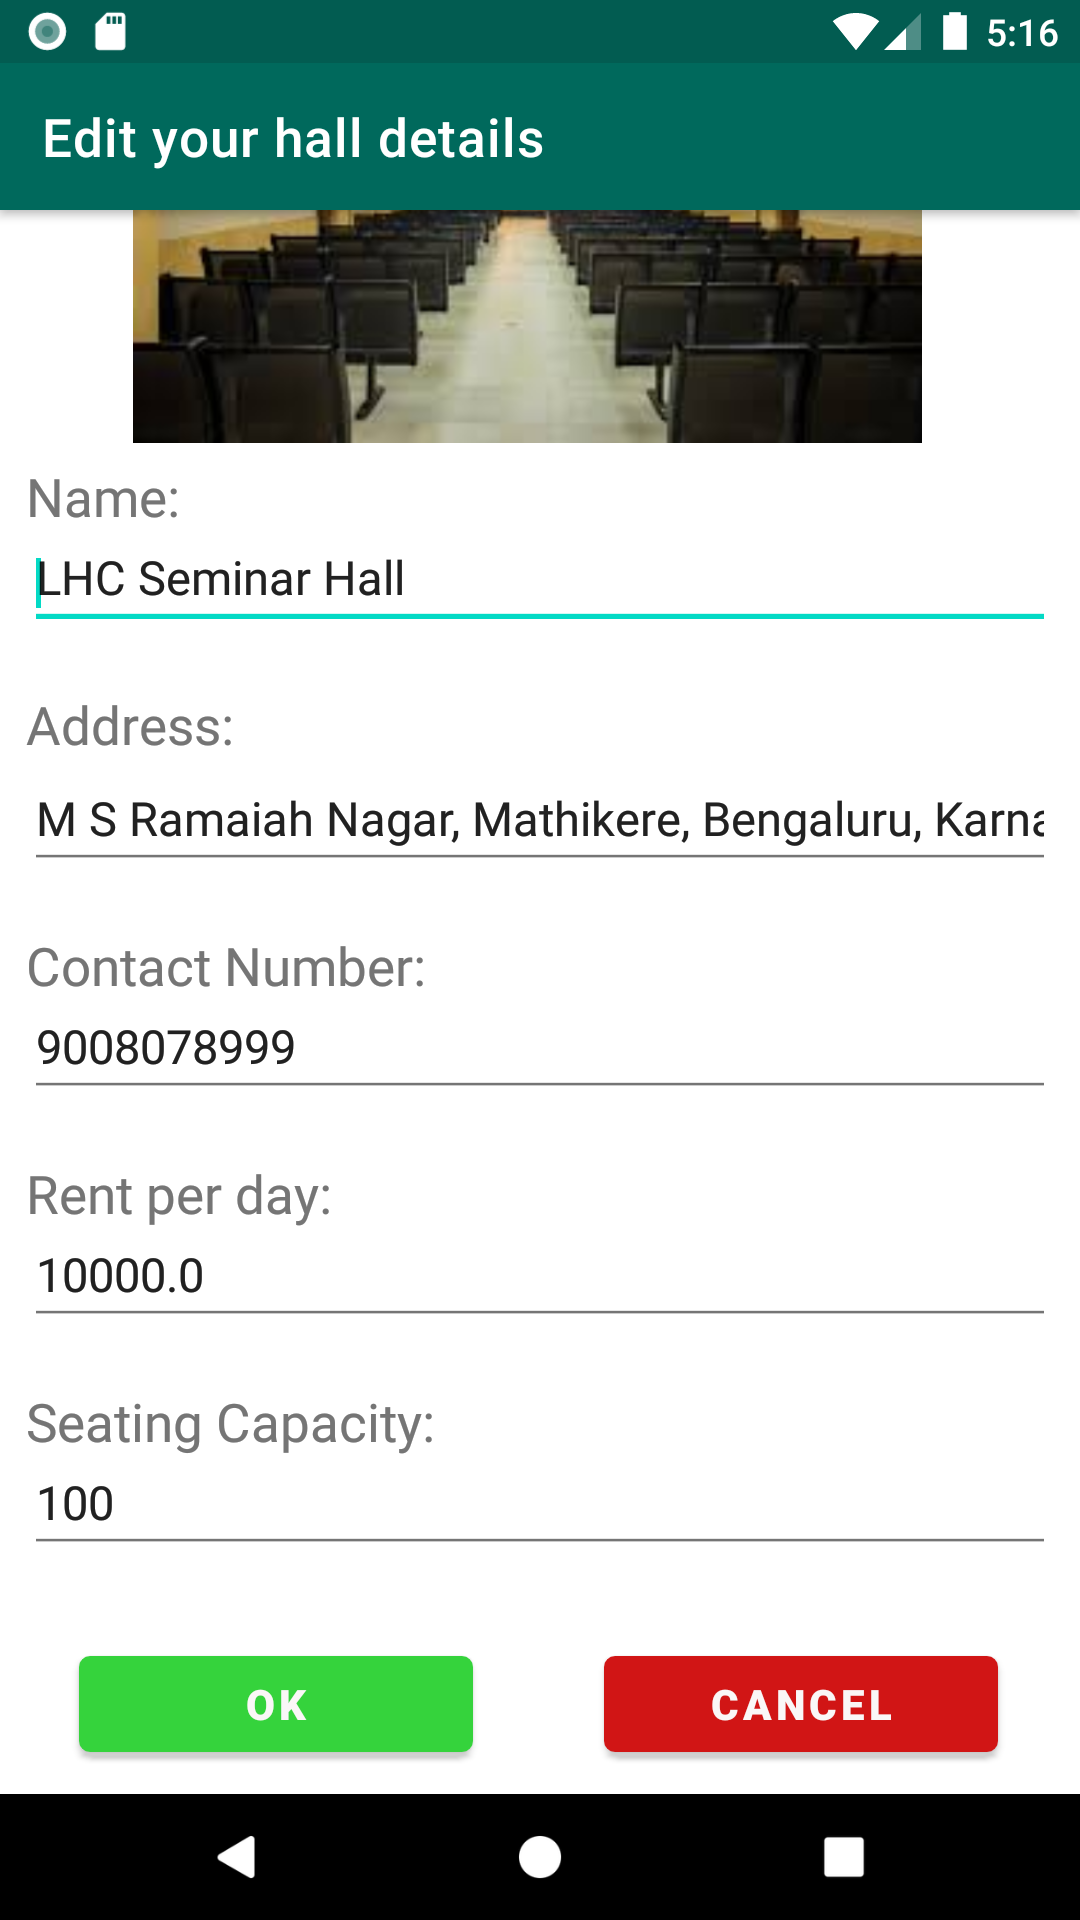 5:16
Edit your hall details
Name:
LHC Seminar Hall
Address:
M S Ramaiah Nagar, Mathikere, Bengaluru, Karna
Contact Number:
9008078999
Rent per day:
10000.0
Seating Capacity:
100
OK
CANCEL